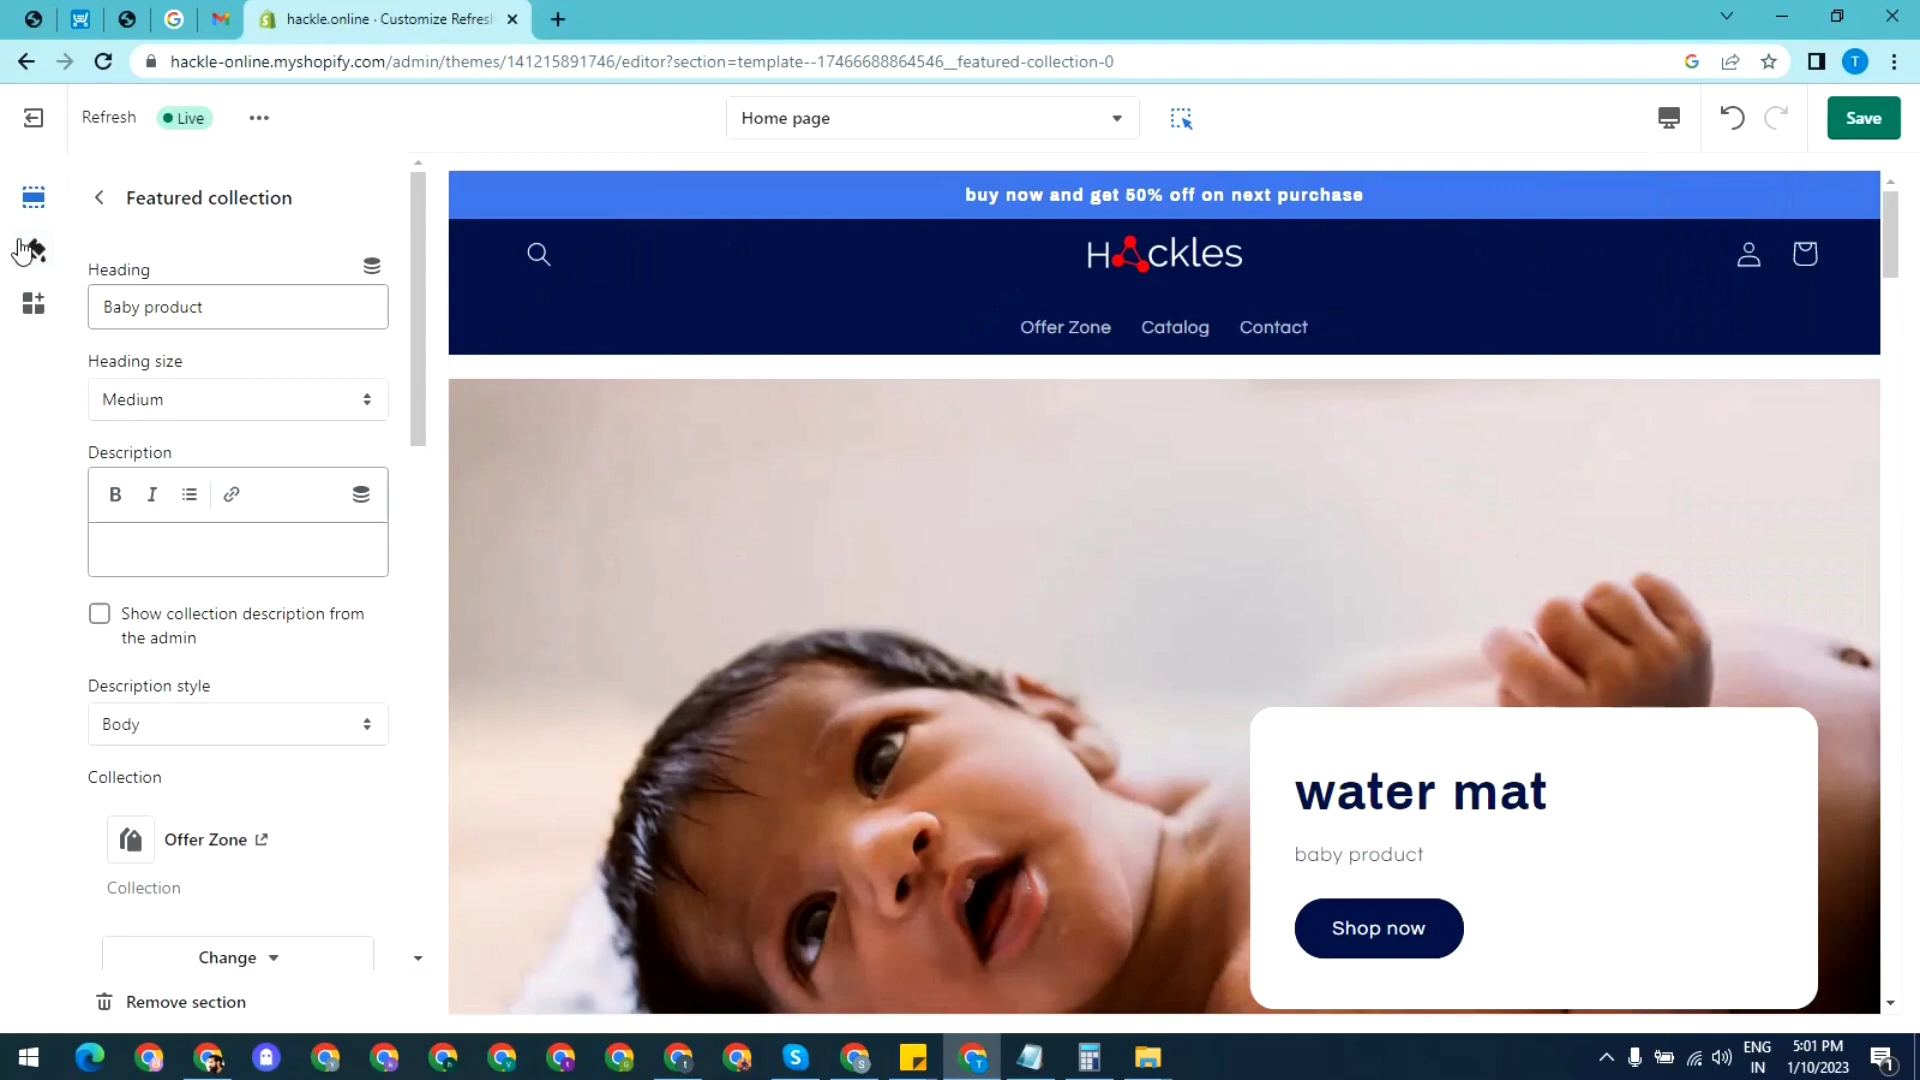 hackle.online · Customize Refresh
hackle-online.myshopify.com/admin/themes/141215891746/editor?section=template--17466688864546__featured-collection-0
Refresh
Live
Home page
Save
Featured collection
Heading
Baby product
Heading size
Medium
Description
B I
Show collection description from
the admin
Description style
Body
Collection
Offer Zone
Collection
Change
Remove section
buy now and get 50% off on next purchase
Hackles
Offer Zone Catalog Contact
water mat
baby product
Shop now
ENG
IN
5:01 PM
1/10/2023
1